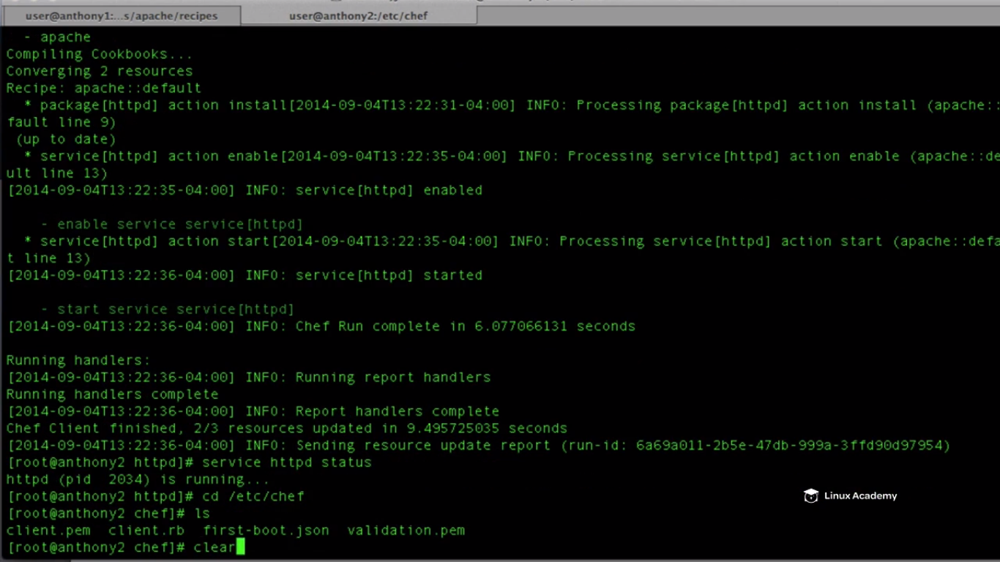 user@anthony1:...s/apache/recipes
user@anthony2:/etc/chef
- apache
Compiling Cookbooks...
Converging 2 resources
Recipe: apache::default
* package[httpd] action install[2014-09-04T13:22:31-04:00] INFO: Processing package[httpd] action install (apache::
fault line 9)
(up to date)
* service[httpd] action enable[2014-09-04T13:22:35-04:00] INFO: Processing service[httpd] action enable (apache::de
ult line 13)
[2014-09-04T13:22:35-04:00] INFO: service[httpd] enabled
- enable service service[httpd]
* service[httpd] action start[2014-09-04T13:22:35-04:00] INFO: Processing service[httpd] action start (apache::defa
t line 13)
[2014-09-04T13:22:36-04:00] INFO: service[httpd] started
- start service service[httpd]
[2014-09-04T13:22:36-04:00] INFO: Chef Run complete in 6.077066131 seconds
Running handlers:
[2014-09-04T13:22:36-04:00] INFO: Running report handlers
Running handlers complete
[2014-09-04T13:22:36-04:00] INFO: Report handlers complete
Chef Client finished, 2/3 resources updated in 9.495725035 seconds
[2014-09-04T13:22:36-04:00] INFO: Sending resource update report (run-id: 6a69a011-2b5e-47db-999a-3ffd90d97954)
[root@anthony2 httpd]# service httpd status
httpd (pid  2034) is running...
[root@anthony2 httpd]# cd /etc/chef
[root@anthony2 chef]# ls
client.pem  client.rb  first-boot.json  validation.pem
[root@anthony2 chef]# clear
Linux Academy